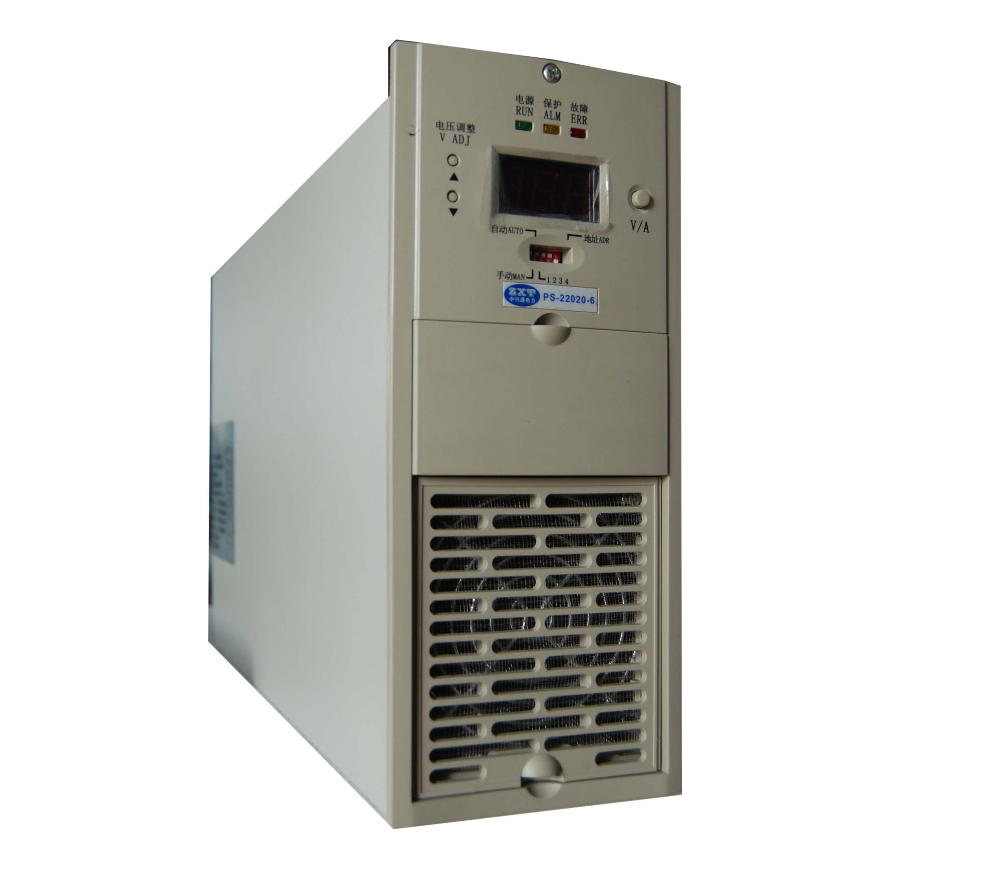 电源 保护 故障
RUN ALM ERR
电压调整
V ADJ
V/A
自动AUTO
地址ADR
手动MAN
1 2 3 4
ZXT
中兴通电力
PS-22020-6